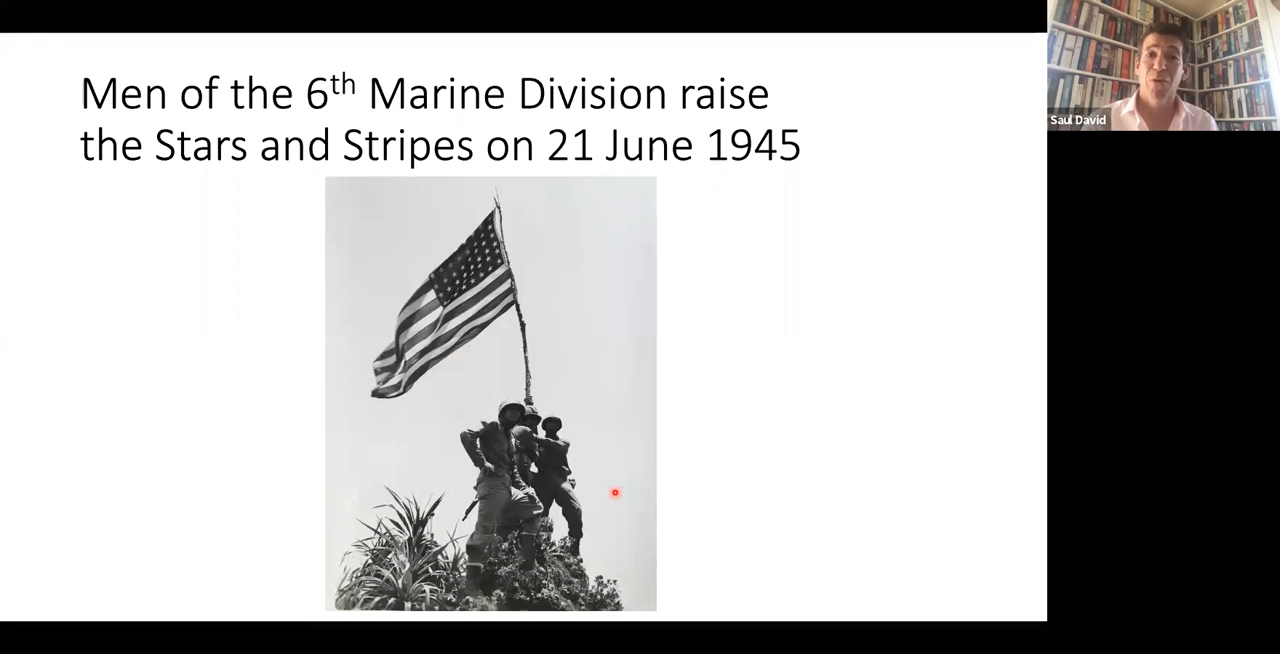 Men of the 6th Marine Division raise
the Stars and Stripes on 21 June 1945
Saul David